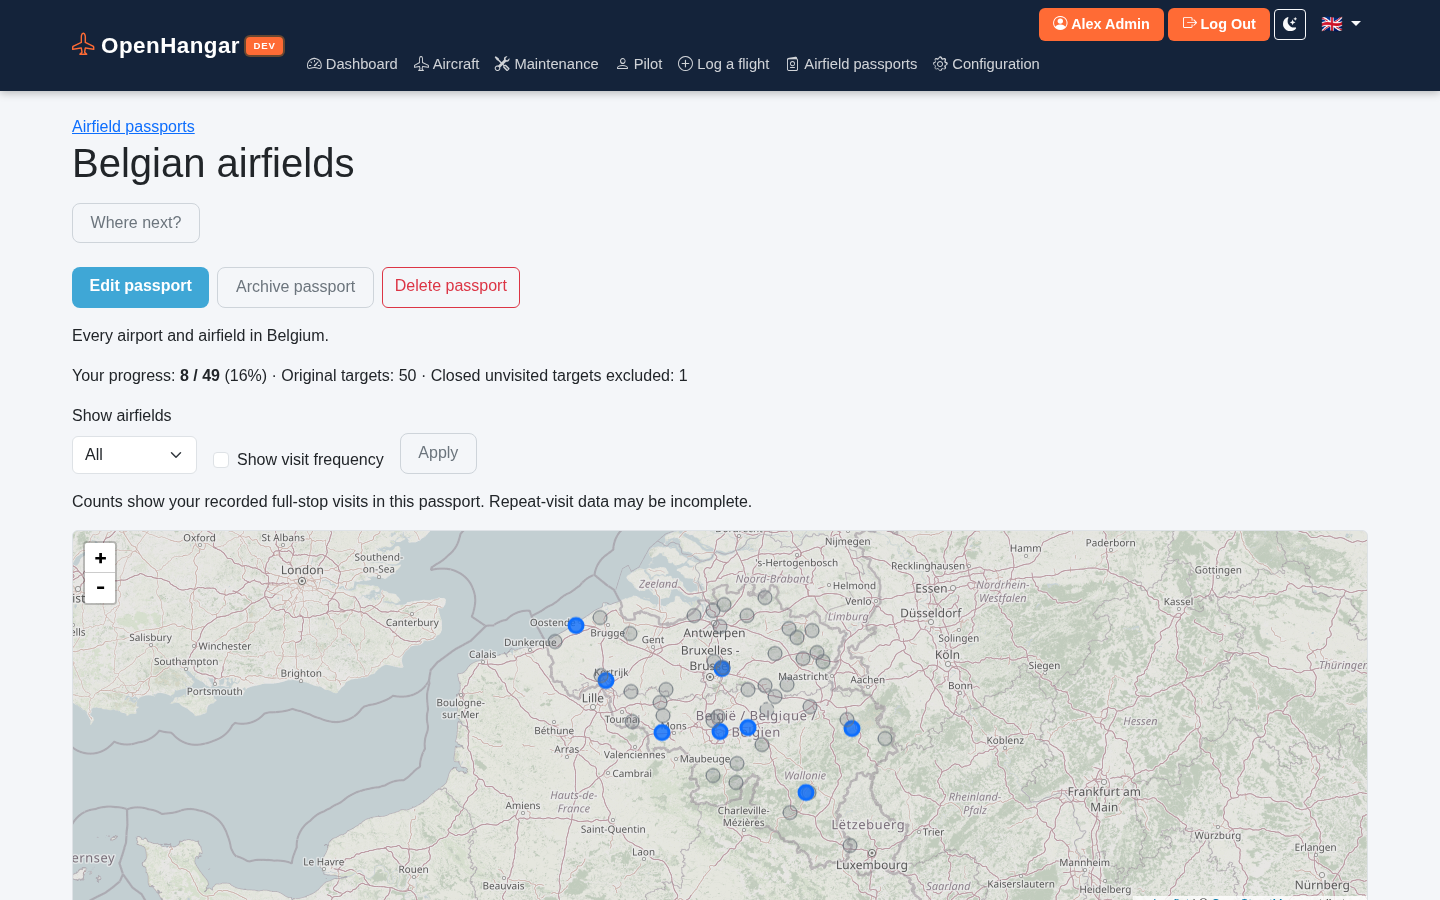 Alex Admin
Log Out
OpenHangar DEV
Dashboard Aircraft Maintenance Pilot Log a flight Airfield passports Configuration
Airfield passports
Belgian airfields
Where next?
Edit passport Archive passport Delete passport
Every airport and airfield in Belgium.
Your progress: 8 / 49 (16%) · Original targets: 50 · Closed unvisited targets excluded: 1
Show airfields
All
Show visit frequency
Apply
Counts show your recorded full-stop visits in this passport. Repeat-visit data may be incomplete.
+
-
Oxford
St Albans
Southend-
on-Sea
London
Salisbury
Winchester
Southampton
Portsmouth
Brighton
Canterbury
Calais
Dunkerque
Boulogne-
sur-Mer
Brugge
Gent
Zeeland
Antwerpen
Bruxelles -
Lille
Béthune
Arras
Valenciennes
Cambrai
Maubeuge
België / Belgique /
Belgien
Wallonie
Hauts-de-
France
Amiens
Saint-Quentin
Charleville-
Mézières
Laon
Le Havre
Rouen
Beauvais
Nijmegen
's-Hertogenbosch
Noord-Brabant
Helmond
Venlo
Limburg
Maastricht
Aachen
Recklinghausen
Essen
Düsseldorf
Solingen
Köln
Bonn
Hamm
Paderborn
Nordrhein-
Westfalen
Göttingen
Kassel
Siegen
Hessen
Koblenz
Rheinland-
Pfalz
Frankfurt am
Main
Lëtzebuerg
Luxembourg
Trier
Saarland
Kaiserslautern
Mannheim
Heidelberg
Würzburg
Erlangen
Nürnberg